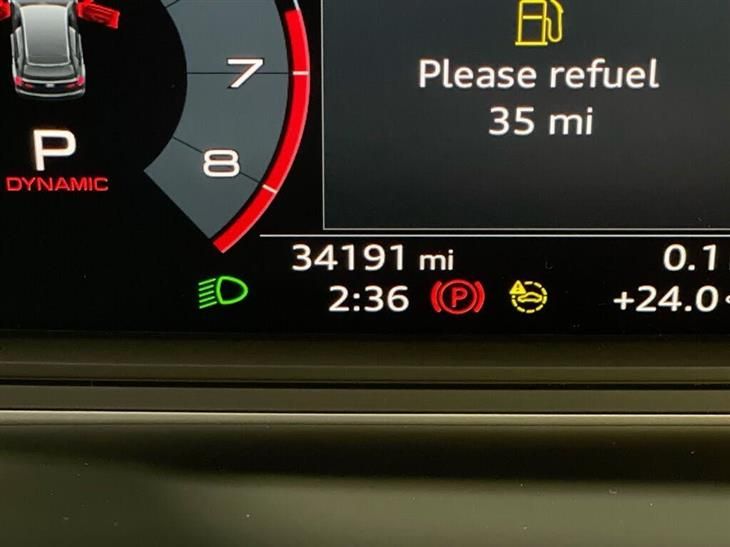 7
8
P
DYNAMIC
Please refuel
35 mi
34191 mi
0.1
2:36
P
+24.0